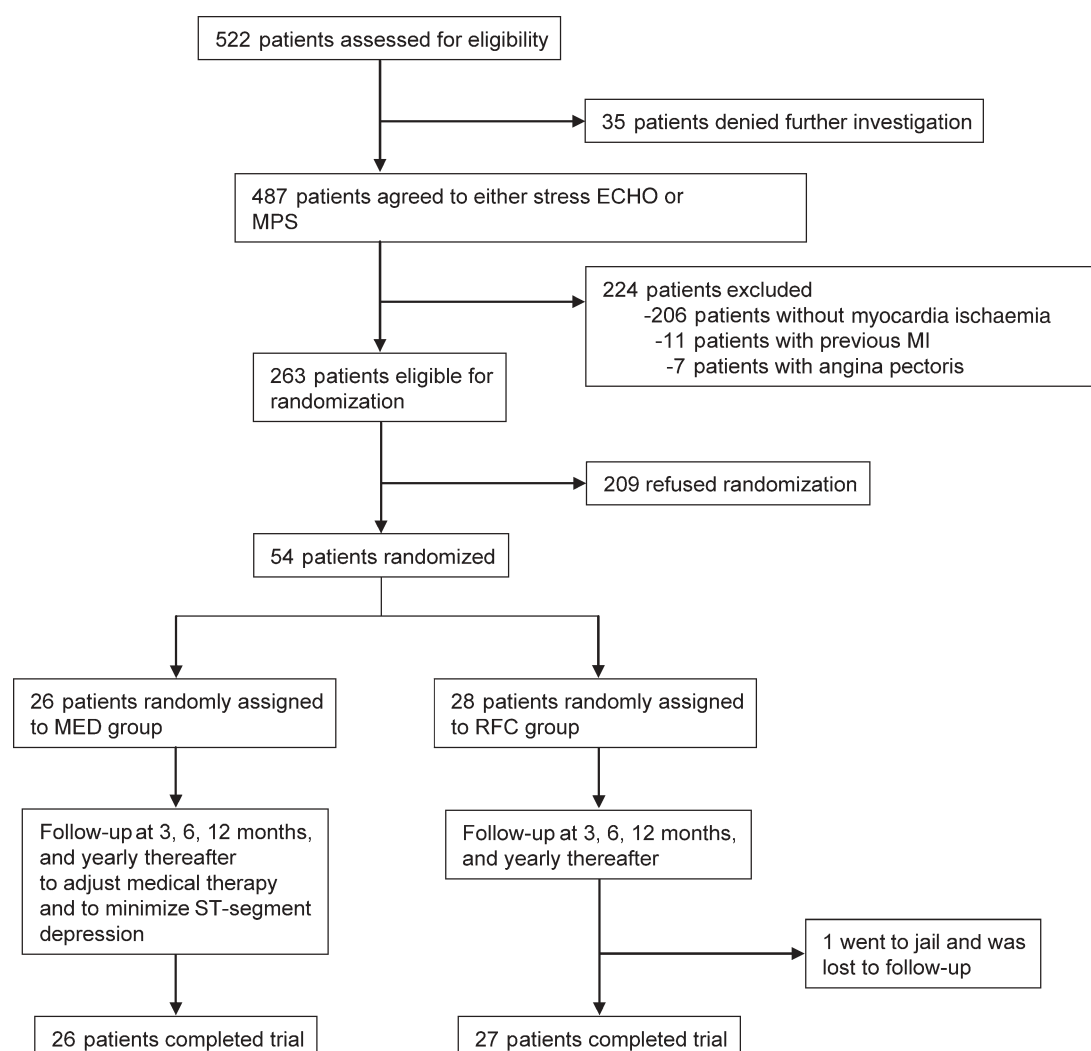 522 patients assessed for eligibility
35 patients denied further investigation
487 patients agreed to either stress ECHO or
MPS
224 patients excluded
-206 patients without myocardia ischaemia
-11 patients with previous MI
-7 patients with angina pectoris
263 patients eligible for
randomization
209 refused randomization
54 patients randomized
26 patients randomly assigned
to MED group
28 patients randomly assigned
to RFC group
Follow-up at 3, 6, 12 months,
and yearly thereafter
to adjust medical therapy
and to minimize ST-segment
depression
Follow-up at 3, 6, 12 months,
and yearly thereafter
1 went to jail and was
lost to follow-up
26 patients completed trial
27 patients completed trial